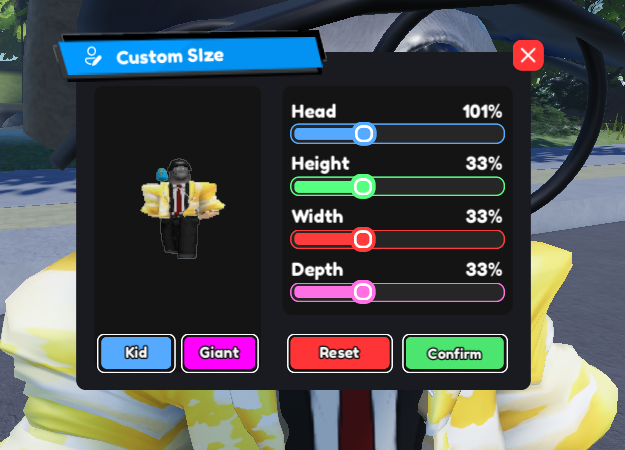 Custom SIze
Head 101%
Height 33%
Width 33%
Depth 33%
Kid Giant Reset Confirm